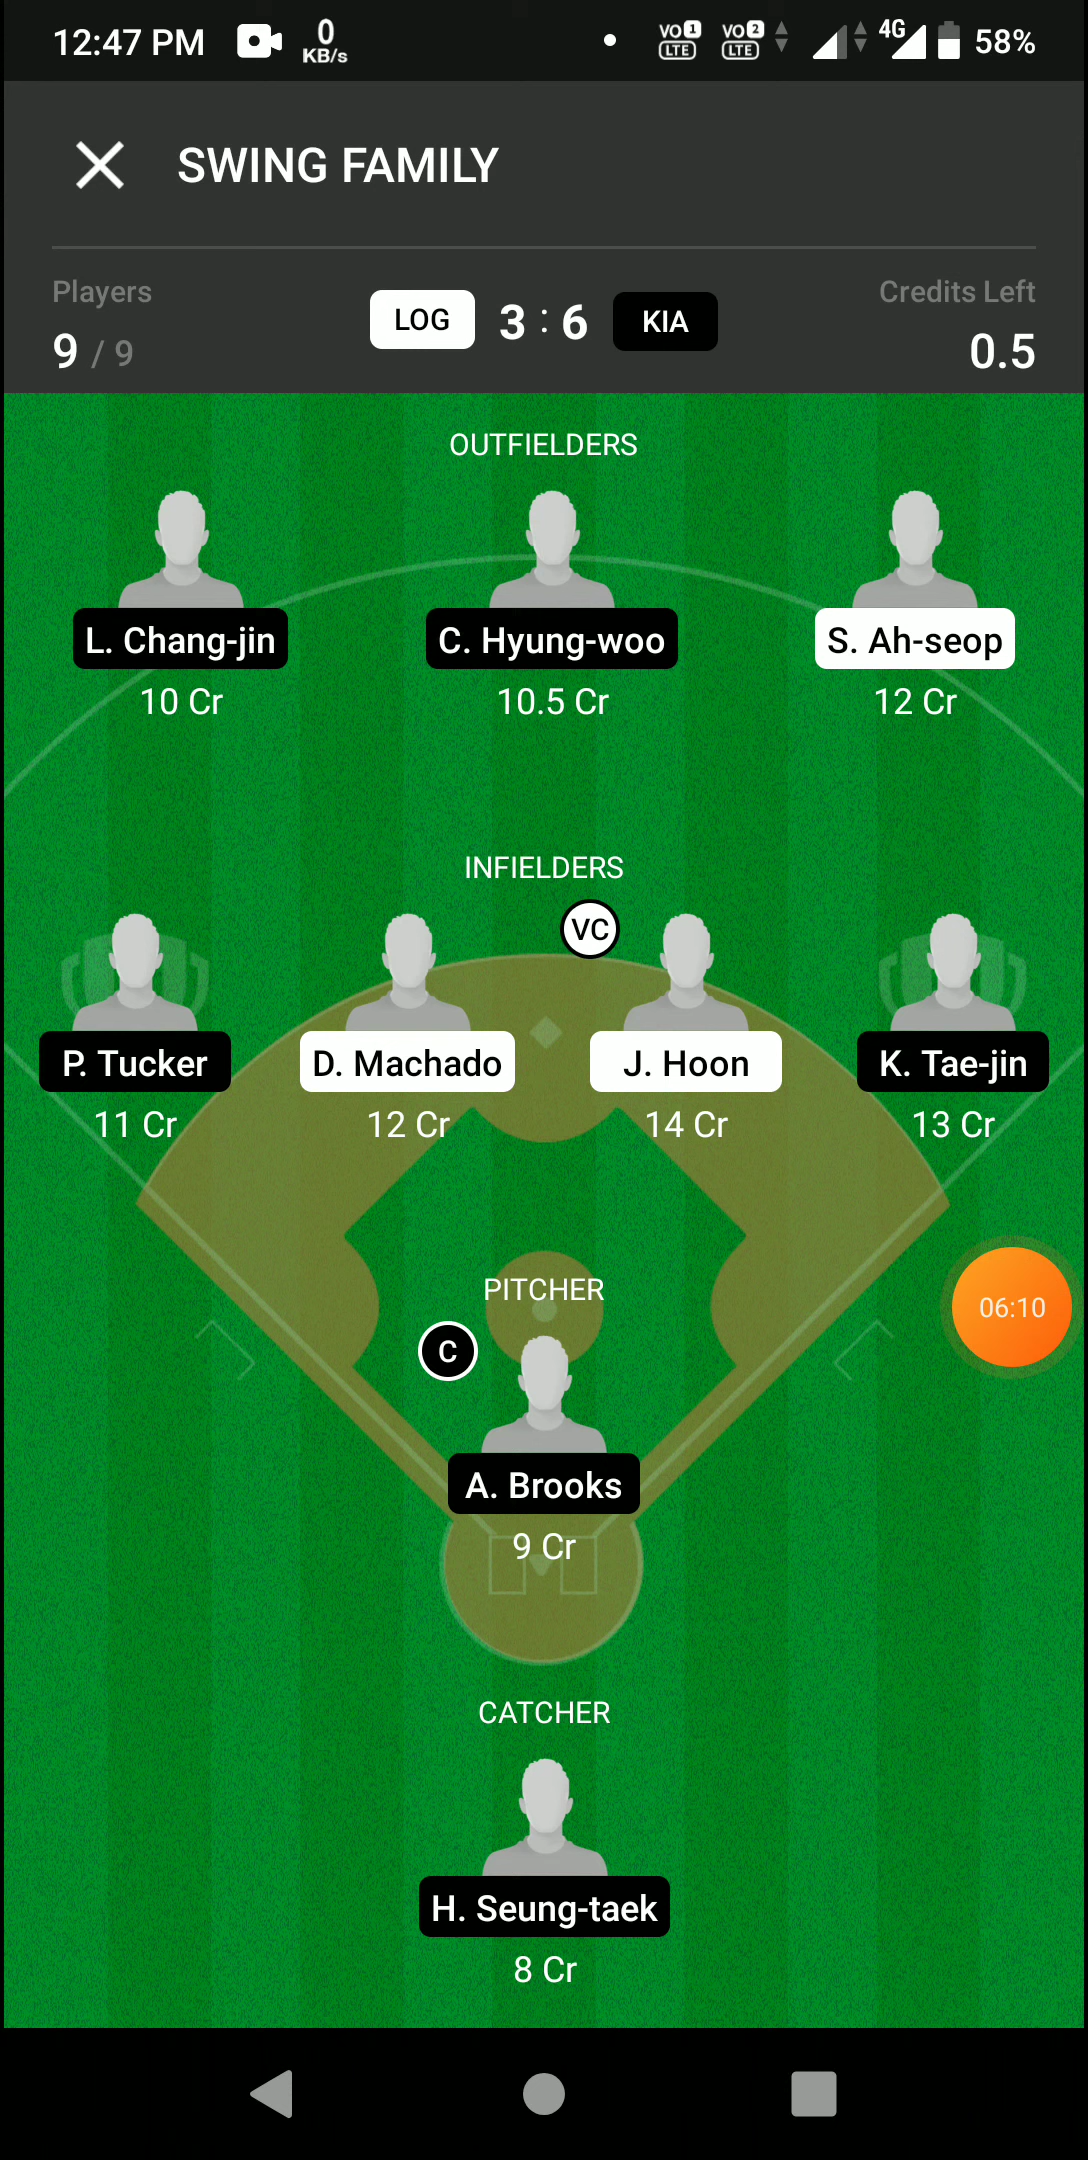 12:47 PM 0 KB/s VO 1 LTE VO 2 LTE 4G 58%
SWING FAMILY
Players Credits Left
LOG 3 : 6 KIA
9 / 9 0.5
OUTFIELDERS
L. Chang-jin C. Hyung-woo S. Ah-seop
10 Cr 10.5 Cr 12 Cr
INFIELDERS
VC
P. Tucker D. Machado J. Hoon K. Tae-jin
11 Cr 12 Cr 14 Cr 13 Cr
PITCHER
06:10
C
A. Brooks
9 Cr
CATCHER
H. Seung-taek
8 Cr